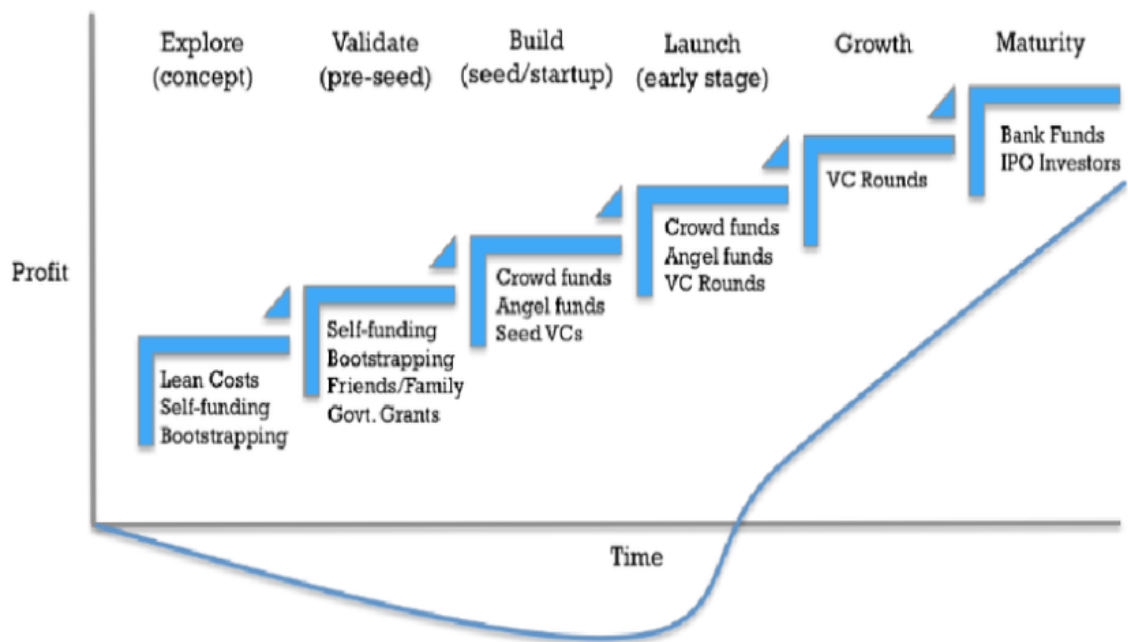 Explore
(concept)
Validate
(pre-seed)
Build
(seed/startup)
Launch
(early stage)
Growth
Maturity
Profit
Lean Costs
Self-funding
Bootstrapping
Self-funding
Bootstrapping
Friends/Family
Govt. Grants
Crowd funds
Angel funds
Seed VCs
Crowd funds
Angel funds
VC Rounds
VC Rounds
Bank Funds
IPO Investors
Time